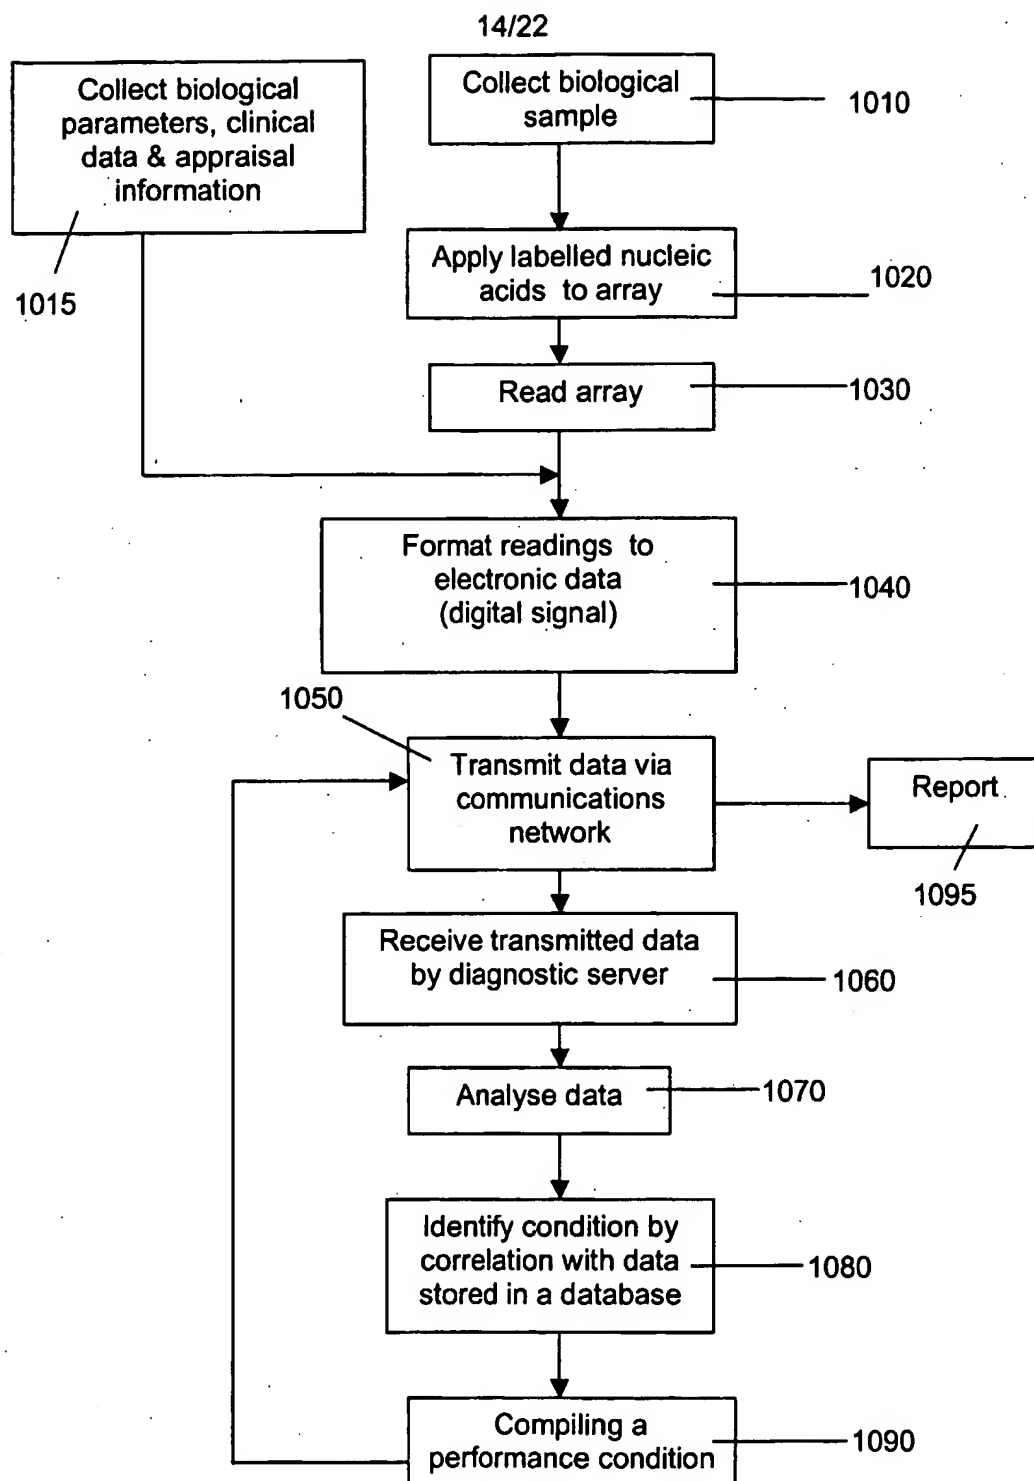 14/22
Collect biological
parameters, clinical
data & appraisal
information
1015
Collect biological
sample
1010
Apply labelled nucleic
acids to array
1020
Read array
1030
Format readings to
electronic data
(digital signal)
1040
1050
Transmit data via
communications
network
Report
1095
Receive transmitted data
by diagnostic server
1060
Analyse data
1070
Identify condition by
correlation with data
stored in a database
1080
Compiling a
performance condition
1090